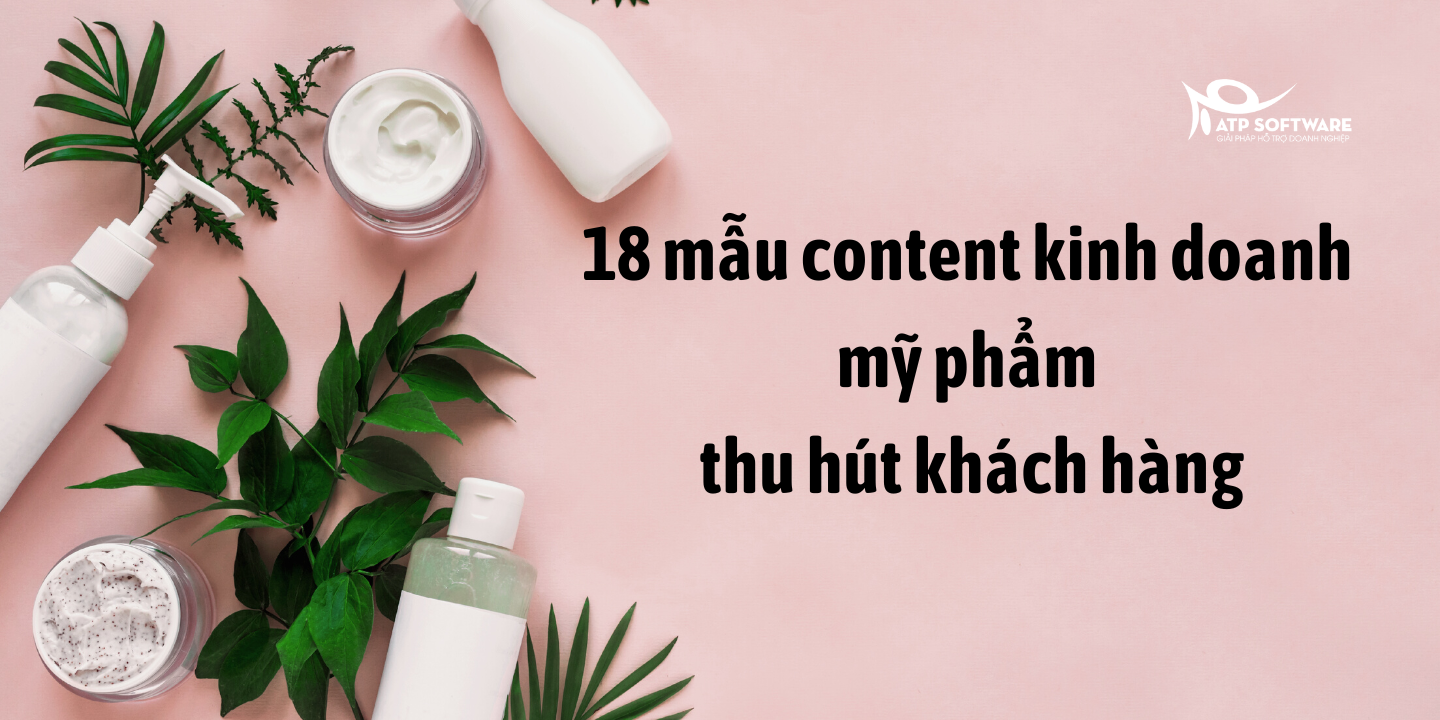 ATP SOFTWARE
GIẢI PHÁP HỖ TRỢ DOANH NGHIỆP
18 mẫu content kinh doanh
mỹ phẩm
thu hút khách hàng